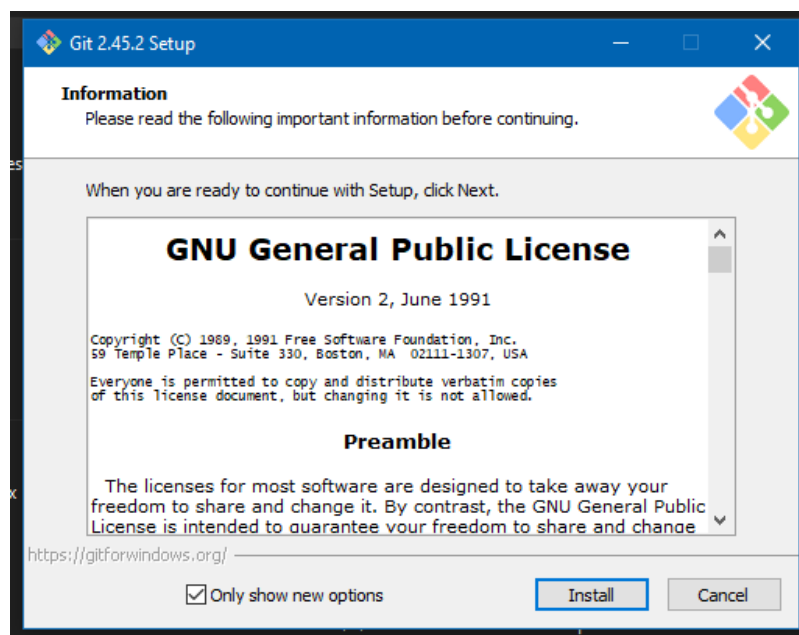 Git 2.45.2 Setup
Information
Please read the following important information before continuing.
When you are ready to continue with Setup, click Next.
GNU General Public License
Version 2, June 1991
Copyright (C) 1989, 1991 Free Software Foundation, Inc.
59 Temple Place - Suite 330, Boston, MA 02111-1307, USA
Everyone is permitted to copy and distribute verbatim copies
of this license document, but changing it is not allowed.
Preamble
The licenses for most software are designed to take away your
freedom to share and change it. By contrast, the GNU General Public
License is intended to guarantee your freedom to share and change
https://gitforwindows.org/
Only show new options
Install
Cancel